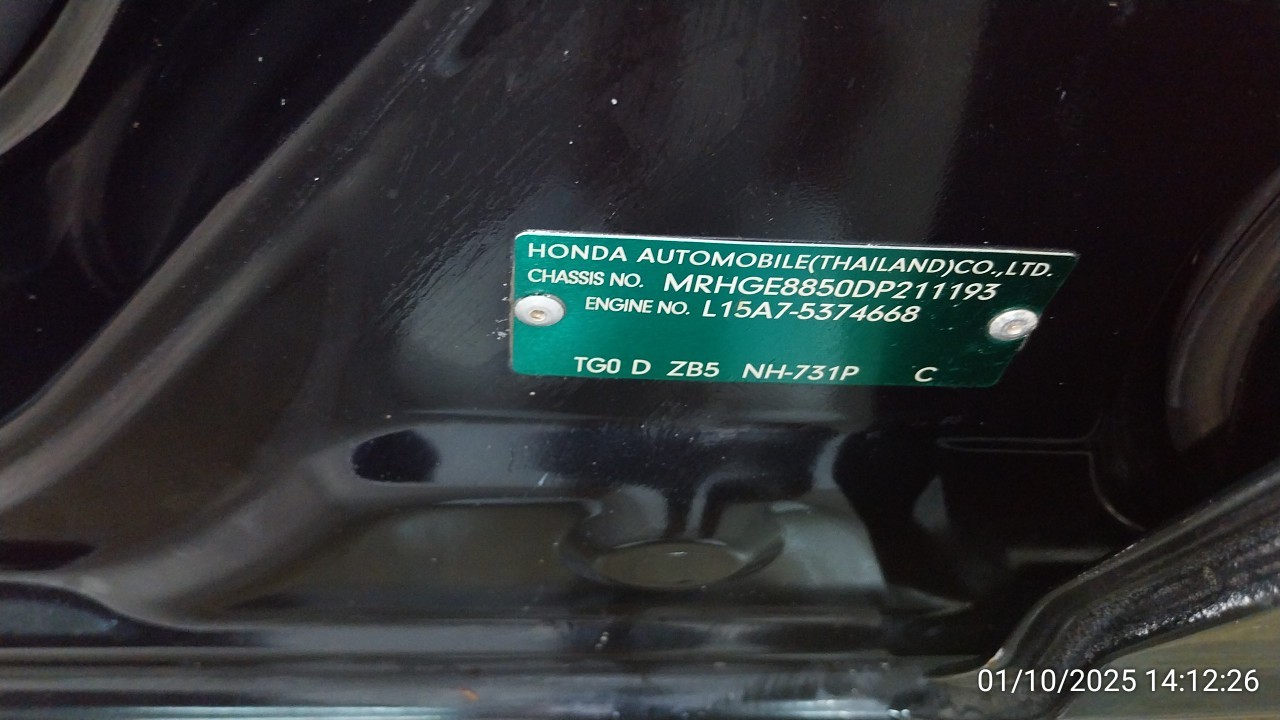 HONDA AUTOMOBILE(THAILAND)CO.,LTD.
CHASSIS NO. MRHGE8850DP211193
ENGINE NO. L15A7-5374668
TG0 D ZB5 NH-731P C
01/10/2025 14:12:26